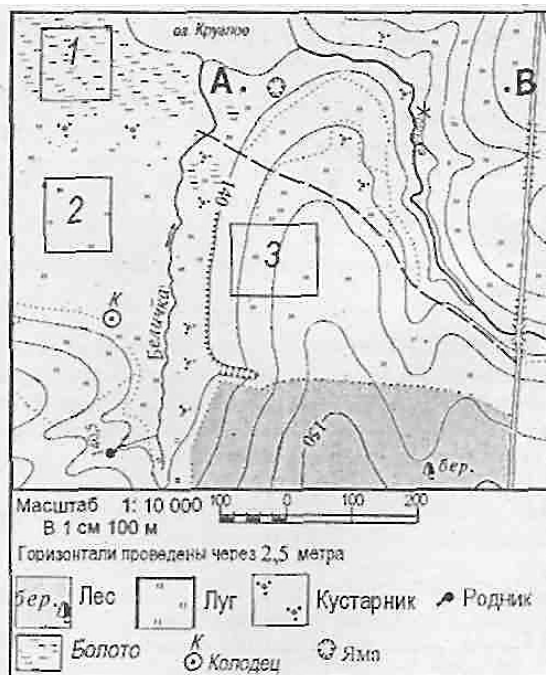 оз. Круглое
1
А
В
2
140
3
К
Беличка
150
бер.
Масштаб 1: 10 000
100 0 100 200
В 1 см 100 м
Горизонтали проведены через 2,5 метра
бер. Лес
Луг
Кустарник
Родник
Болото
К
Колодец
Яма